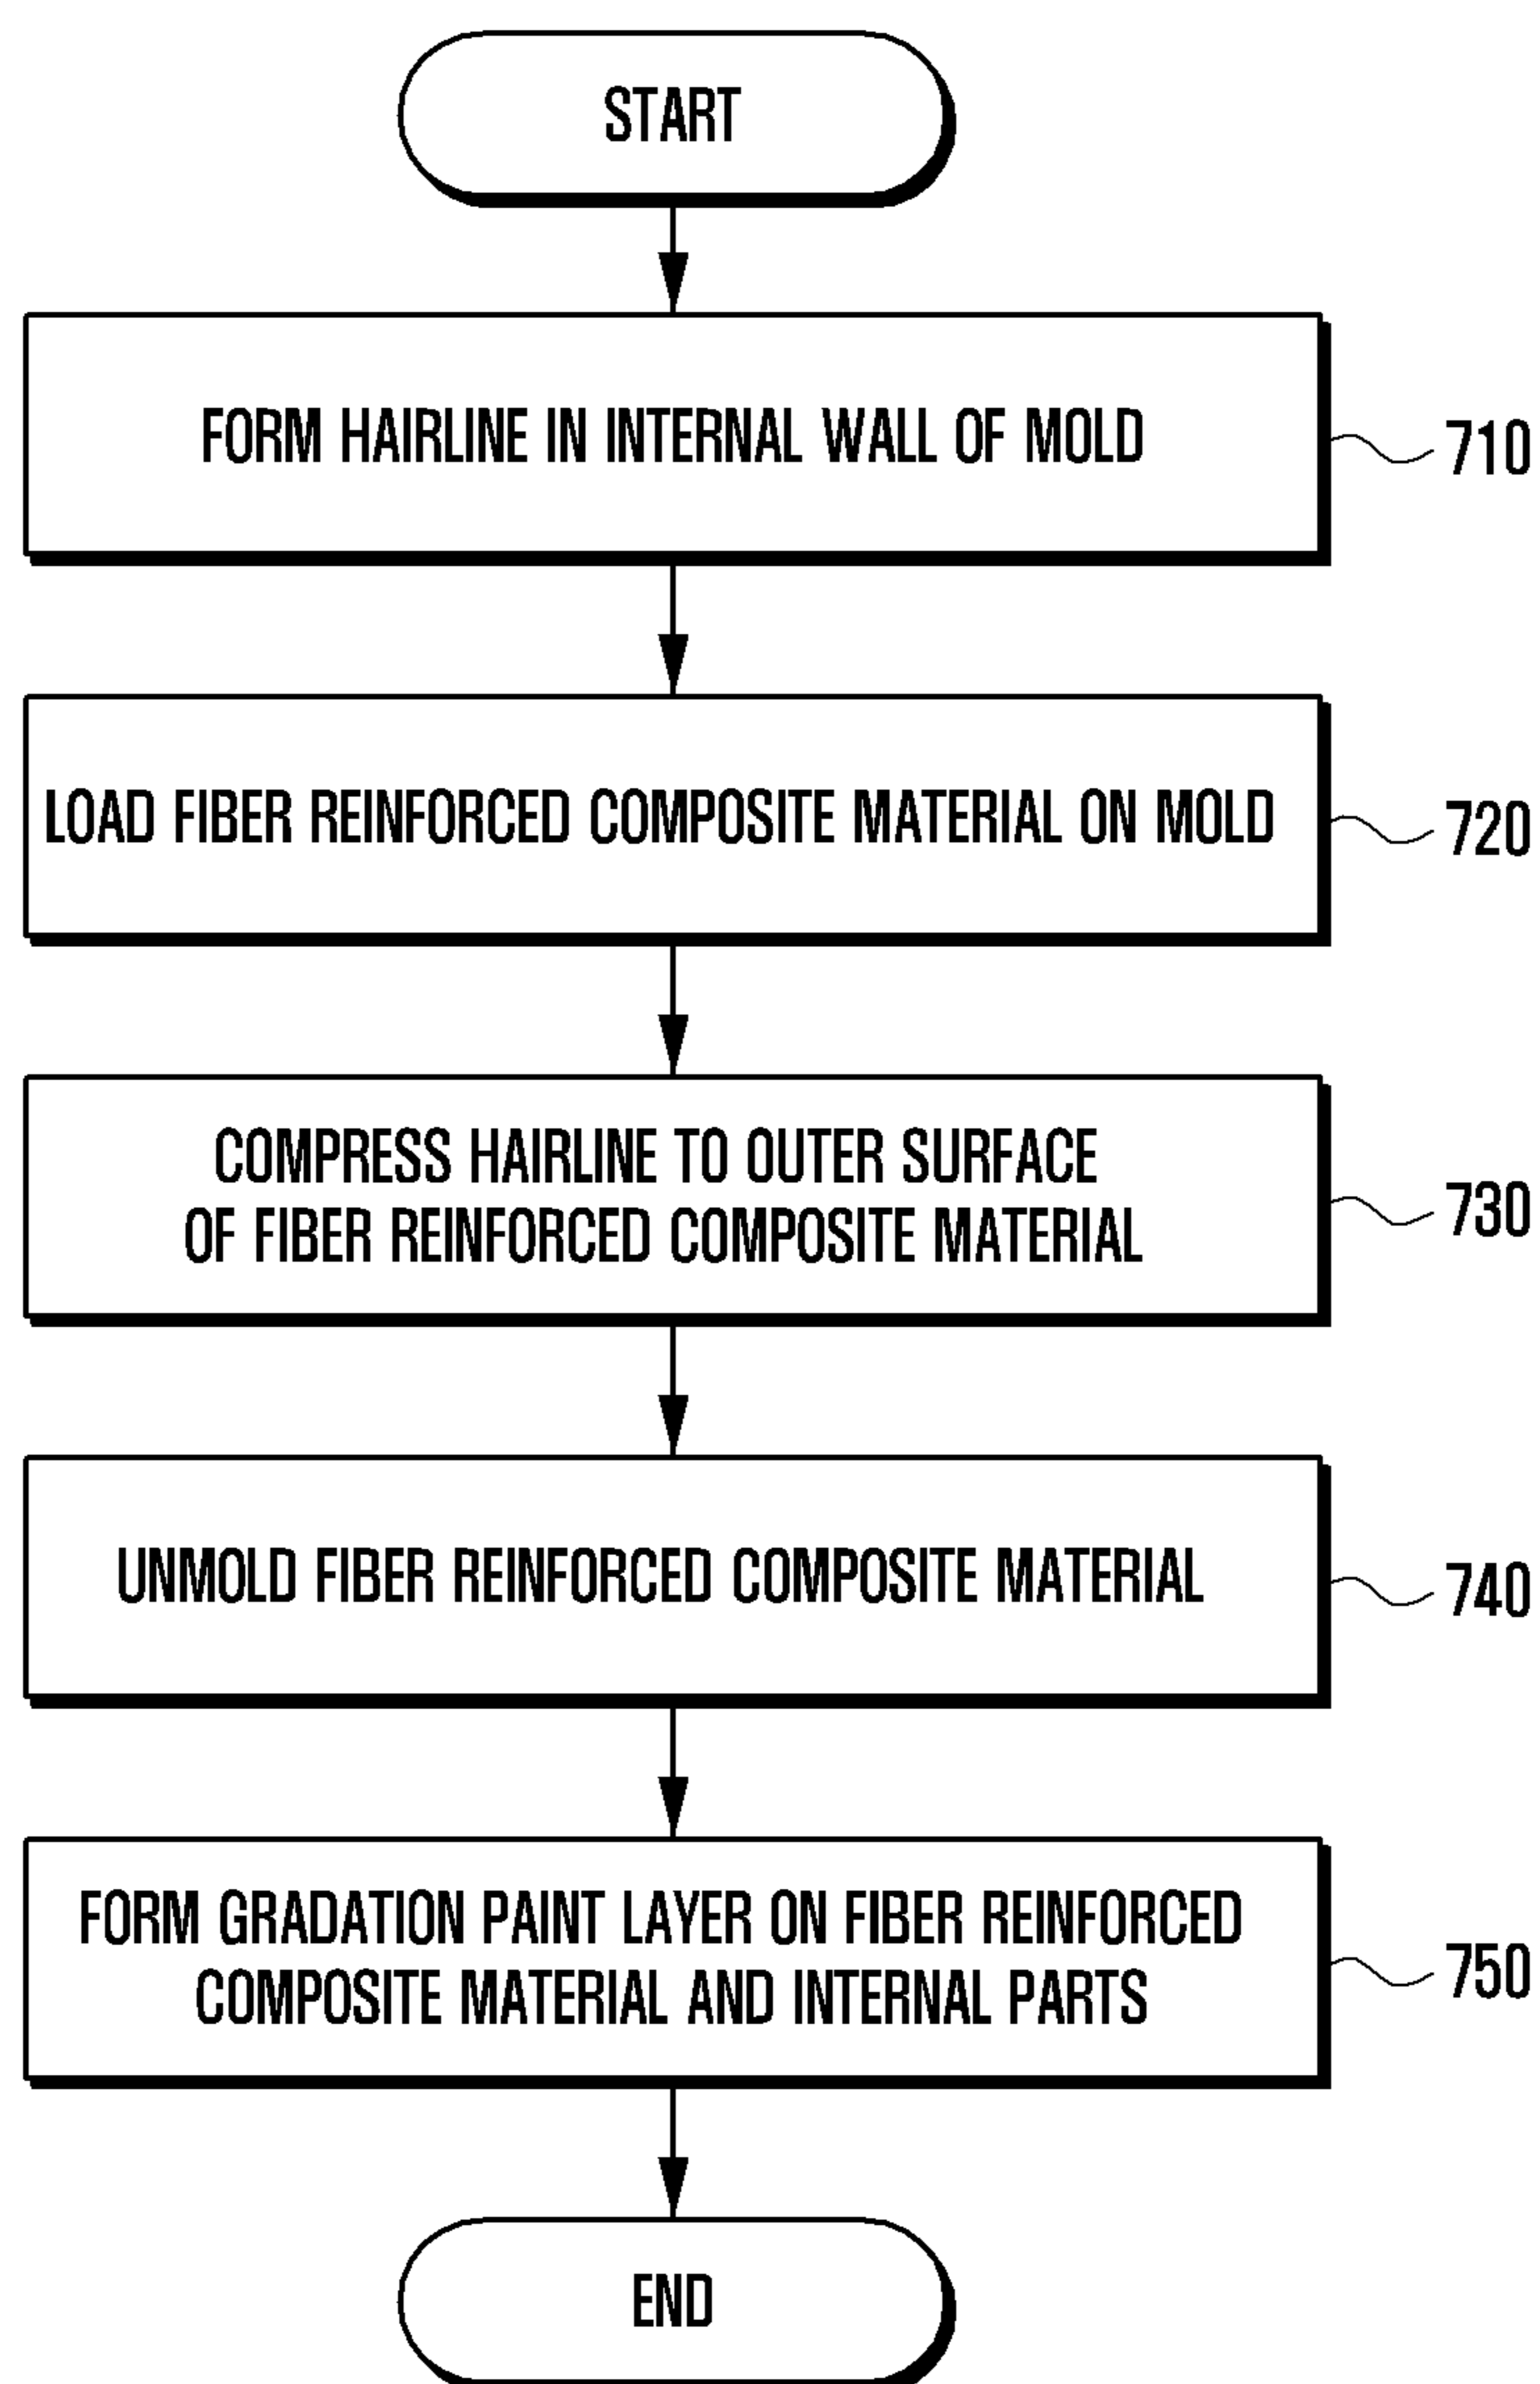 START
FORM HAIRLINE IN INTERNAL WALL OF MOLD
710
LOAD FIBER REINFORCED COMPOSITE MATERIAL ON MOLD
720
COMPRESS HAIRLINE TO OUTER SURFACE
OF FIBER REINFORCED COMPOSITE MATERIAL
730
UNMOLD FIBER REINFORCED COMPOSITE MATERIAL
740
FORM GRADATION PAINT LAYER ON FIBER REINFORCED
COMPOSITE MATERIAL AND INTERNAL PARTS
750
END